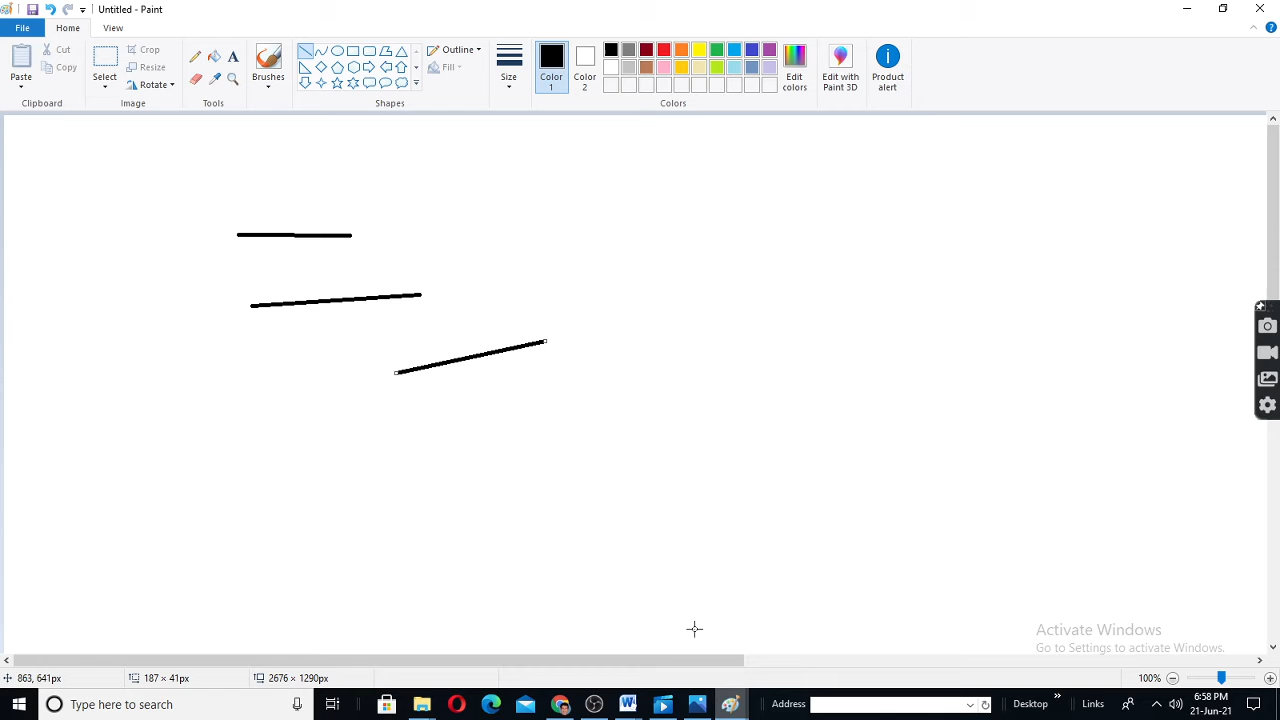 Untitled - Paint
File Home View
Paste Cut Copy Clipboard
Select Crop Resize Rotate Image
A Tools
Brushes
Outline Fill Shapes
Size
Color 1 Color 2 Edit colors Colors
Edit with Paint 3D
Product alert
Activate Windows
Go to Settings to activate Windows.
863, 641px 187 × 41px 2676 × 1290px 100%
Type here to search Address Desktop Links 6:58 PM
21-Jun-21